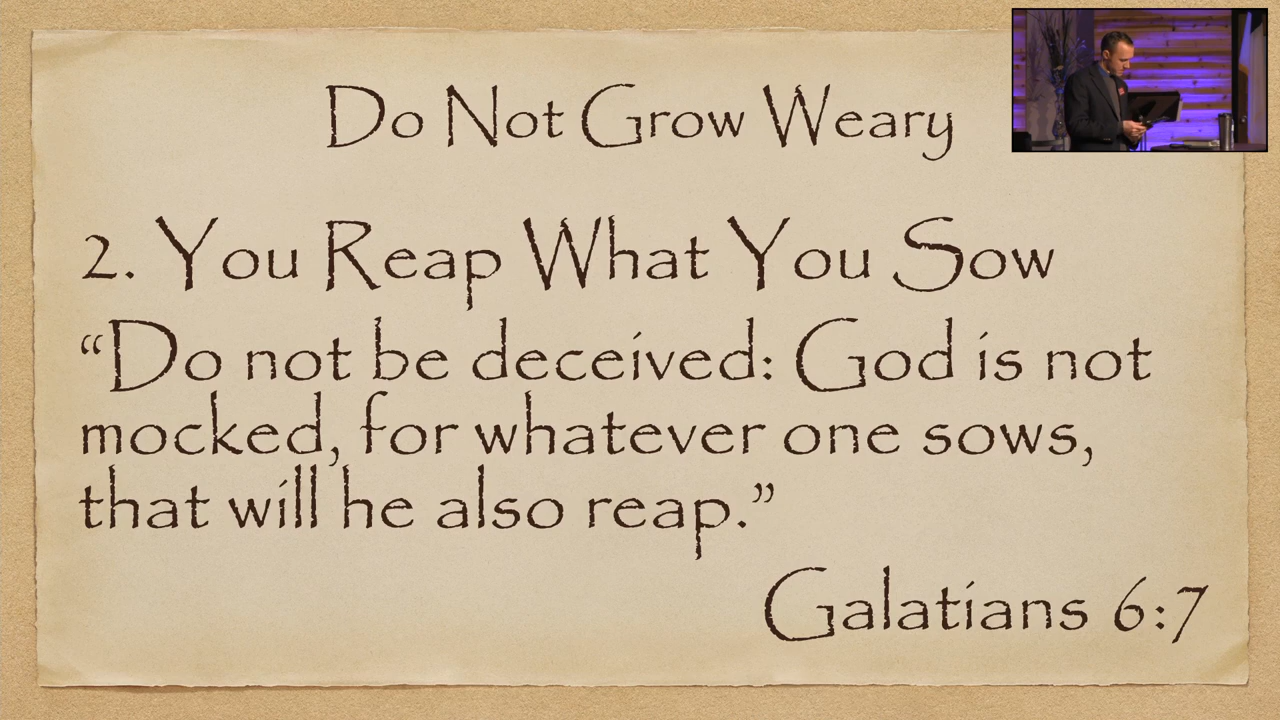 Do Not Grow Weary
2. You Reap What You Sow
“Do not be deceived: God is not
mocked, for whatever one sows,
that will he also reap.”
Galatians 6:7